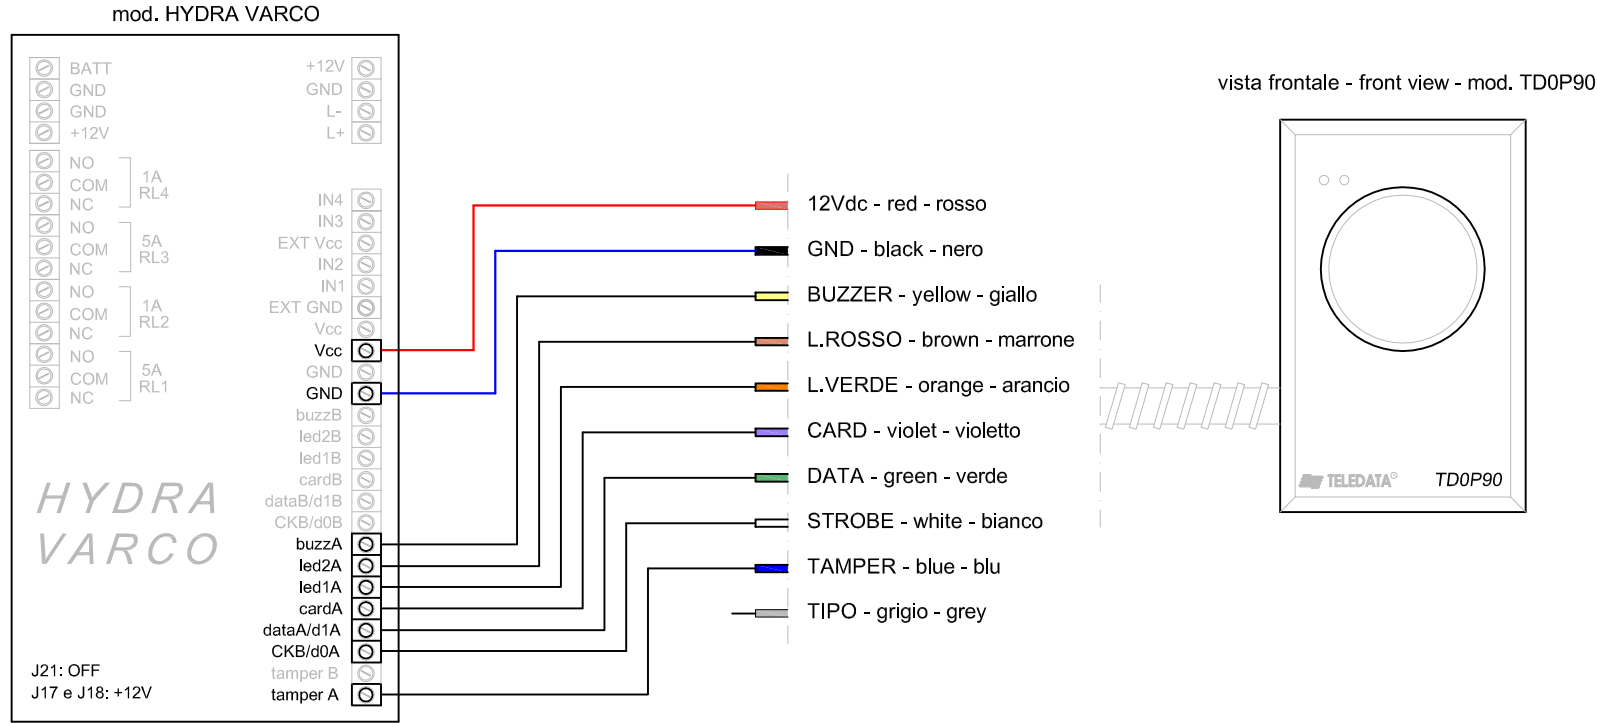 mod. HYDRA VARCO
BATT
GND
GND
+12V
NO
COM
NC
1A
RL4
NO
COM
NC
5A
RL3
NO
COM
NC
1A
RL2
NO
COM
NC
5A
RL1
HYDRA
VARCO
J21: OFF
J17 e J18: +12V
+12V
GND
L-
L+
IN4
IN3
EXT Vcc
IN2
IN1
EXT GND
Vcc
Vcc
GND
GND
buzzB
led2B
led1B
cardB
dataB/d1B
CKB/d0B
buzzA
led2A
led1A
cardA
dataA/d1A
CKB/d0A
tamper B
tamper A
12Vdc - red - rosso
GND - black - nero
BUZZER - yellow - giallo
L.ROSSO - brown - marrone
L.VERDE - orange - arancio
CARD - violet - violetto
DATA - green - verde
STROBE - white - bianco
TAMPER - blue - blu
TIPO - grigio - grey
vista frontale - front view - mod. TD0P90
TELEDATA® TD0P90